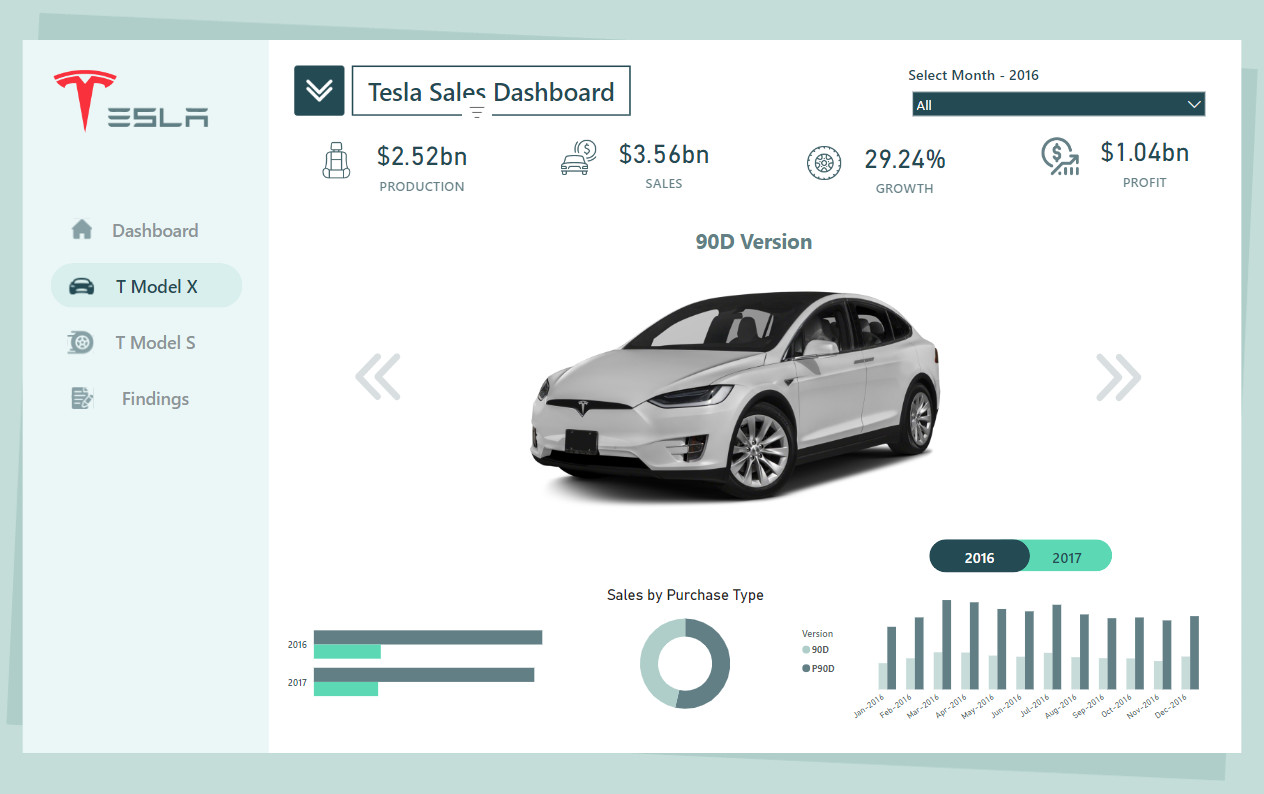 TESLA
Dashboard
T Model X
T Model S
Findings
Tesla Sales Dashboard
Select Month - 2016
All
$2.52bn
PRODUCTION
$3.56bn
SALES
29.24%
GROWTH
$1.04bn
PROFIT
90D Version
2016
2017
2016
2017
Sales by Purchase Type
Version
90D
P90D
Jan-2016
Feb-2016
Mar-2016
Apr-2016
May-2016
Jun-2016
Jul-2016
Aug-2016
Sep-2016
Oct-2016
Nov-2016
Dec-2016